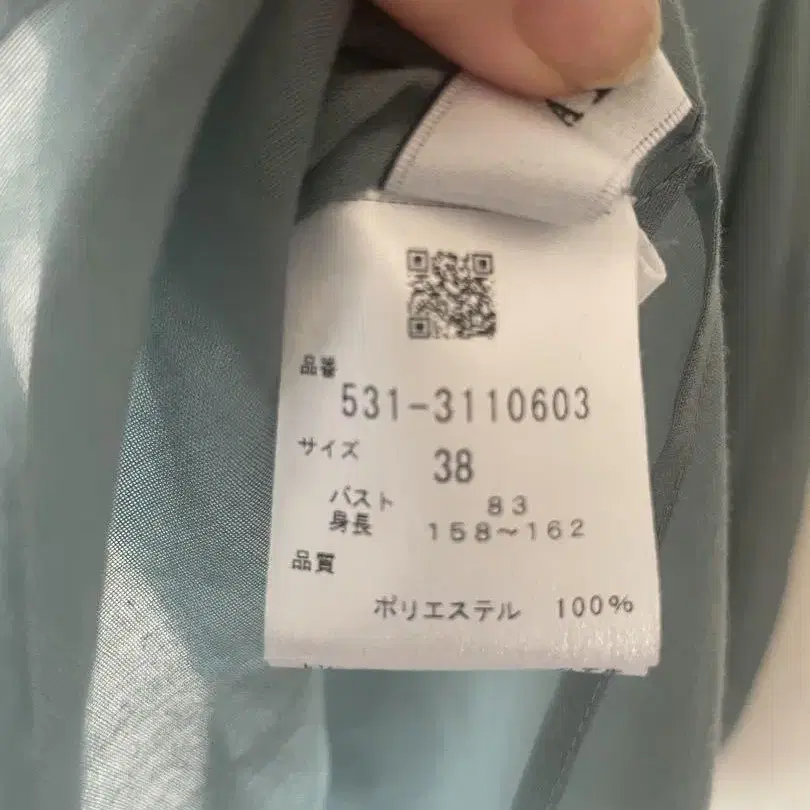 品番
531-3110603
サイズ
38
バスト 83
身長 158~162
品質
ポリエステル 100%